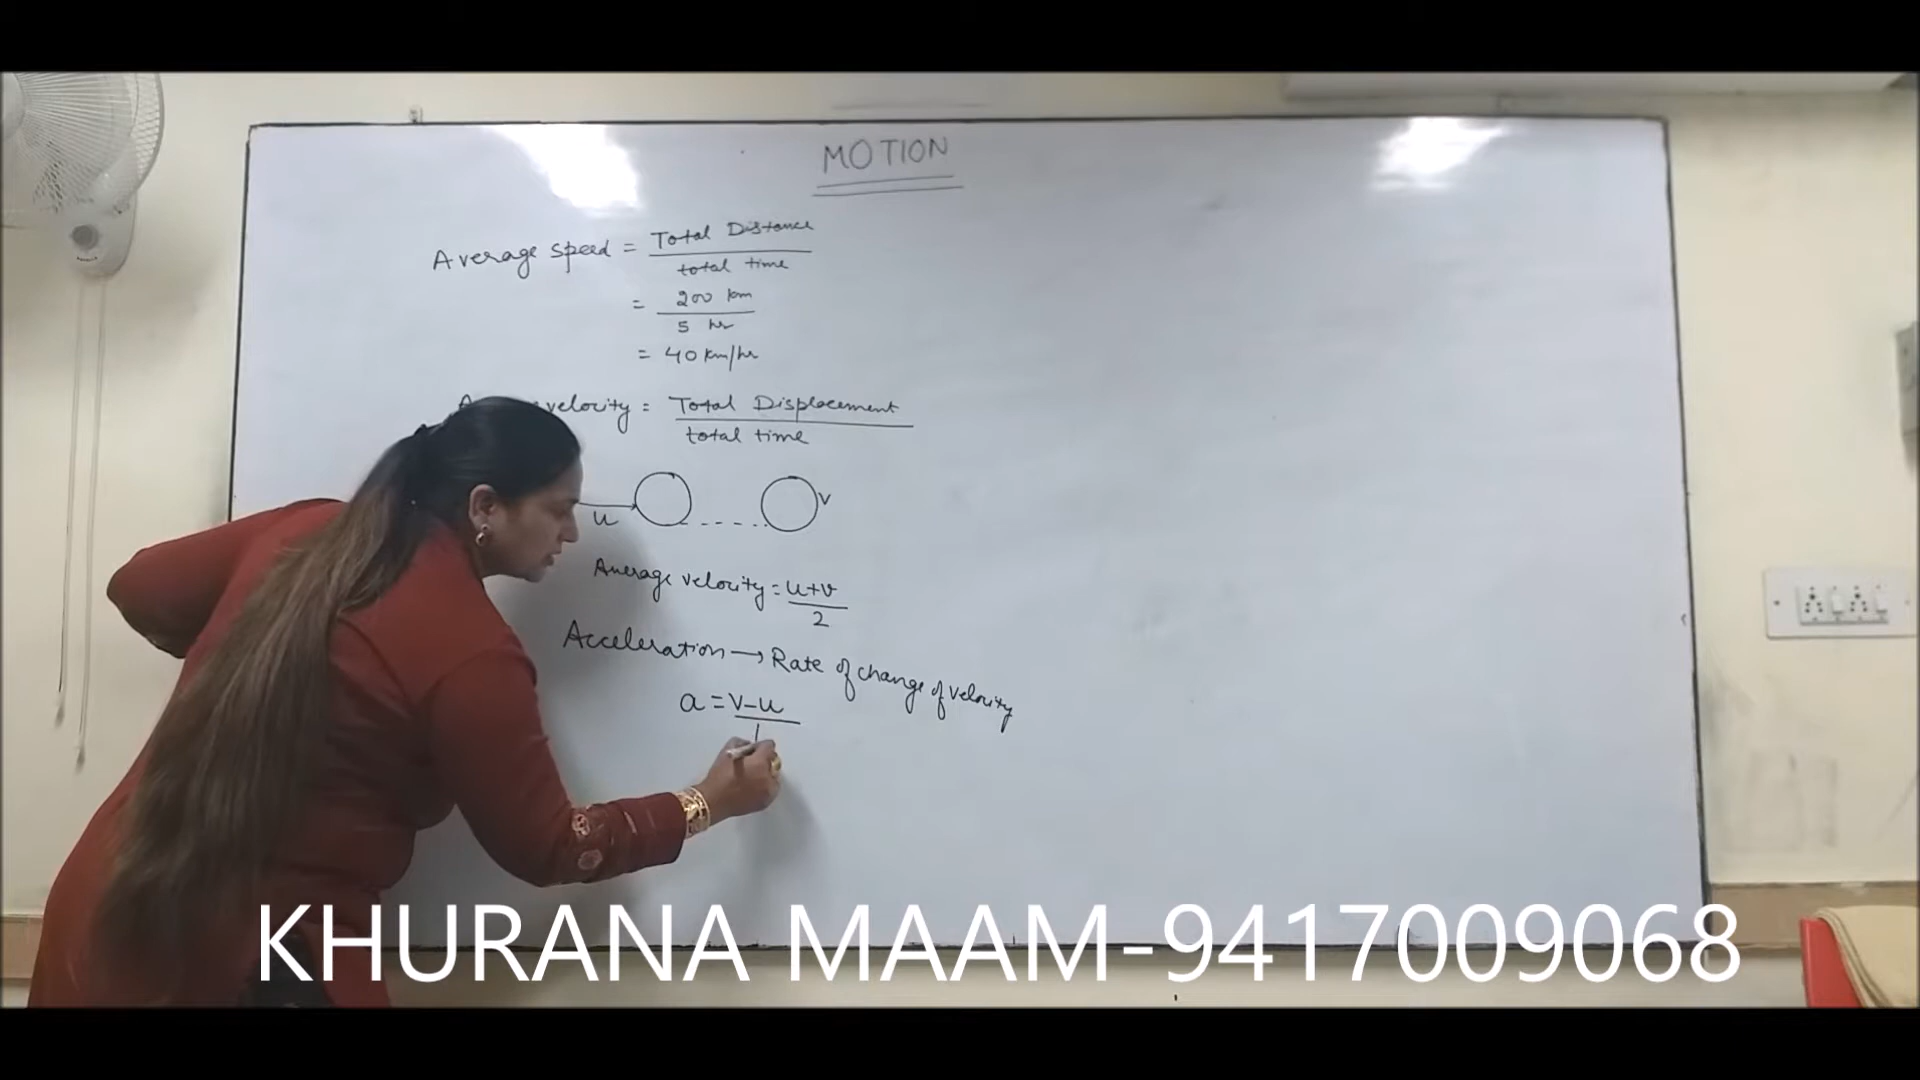 MOTION
Average speed = Total Distance
total time
= 200 km
5 hr
= 40 km/hr
velocity = Total Displacement
total time
u
v
Average velocity = u+v
2
Acceleration → Rate of change of velocity
a = v-u
KHURANA MAAM-9417009068